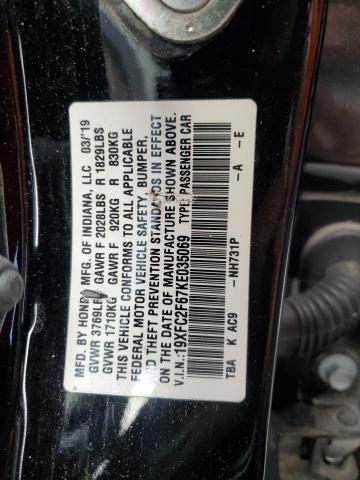 MFD. BY HONDA MFG. OF INDIANA, LLC 03/19
GVWR 3769LBS GAWR F 2028LBS R 1829LBS
GVWR 1710KG GAWR F 920KG R 830KG
THIS VEHICLE CONFORMS TO ALL APPLICABLE
FEDERAL MOTOR VEHICLE SAFETY, BUMPER,
AND THEFT PREVENTION STANDARDS IN EFFECT
ON THE DATE OF MANUFACTURE SHOWN ABOVE.
V.I.N.:19XFC2F67KE035069 TYPE: PASSENGER CAR
TBA K AC9 -NH731P -A -E